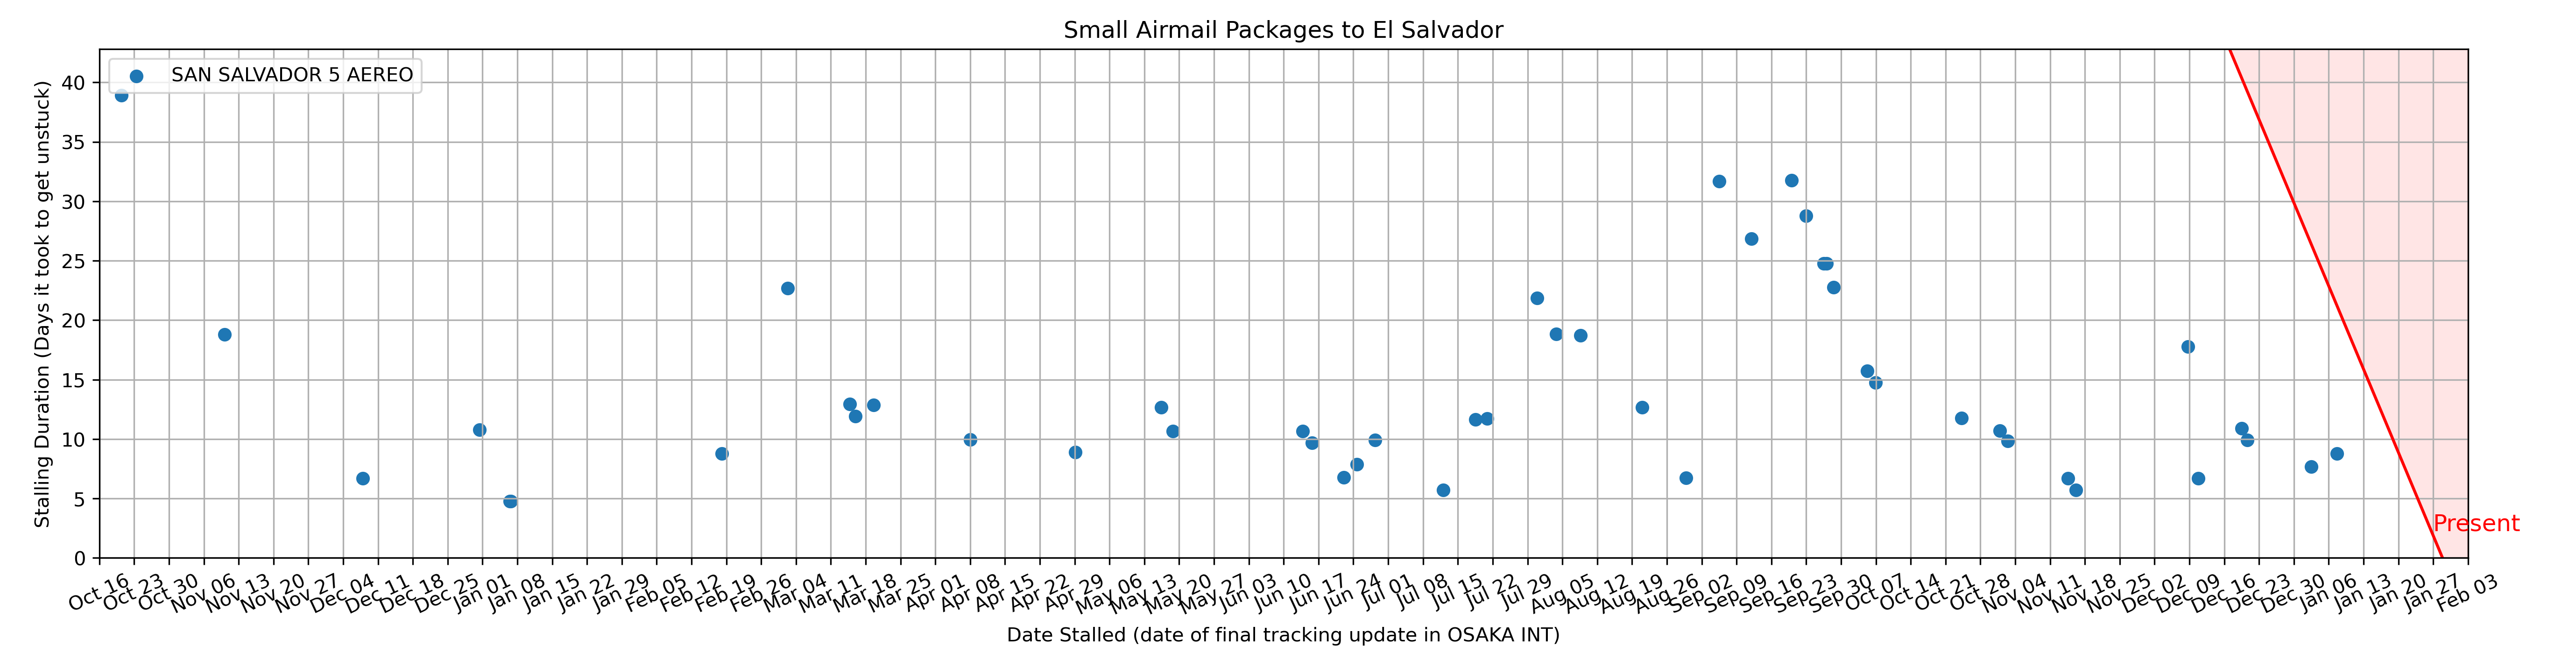 Small Airmail Packages to El Salvador
SAN SALVADOR 5 AEREO
Stalling Duration (Days it took to get unstuck)
40
35
30
25
20
15
10
5
0
Present
Oct 16
Oct 23
Oct 30
Nov 06
Nov 13
Nov 20
Nov 27
Dec 04
Dec 11
Dec 18
Dec 25
Jan 01
Jan 08
Jan 15
Jan 22
Jan 29
Feb 05
Feb 12
Feb 19
Feb 26
Mar 04
Mar 11
Mar 18
Mar 25
Apr 01
Apr 08
Apr 15
Apr 22
Apr 29
May 06
May 13
May 20
May 27
Jun 03
Jun 10
Jun 17
Jun 24
Jul 01
Jul 08
Jul 15
Jul 22
Jul 29
Aug 05
Aug 12
Aug 19
Aug 26
Sep 02
Sep 09
Sep 16
Sep 23
Sep 30
Oct 07
Oct 14
Oct 21
Oct 28
Nov 04
Nov 11
Nov 18
Nov 25
Dec 02
Dec 09
Dec 16
Dec 23
Dec 30
Jan 06
Jan 13
Jan 20
Jan 27
Feb 03
Date Stalled (date of final tracking update in OSAKA INT)